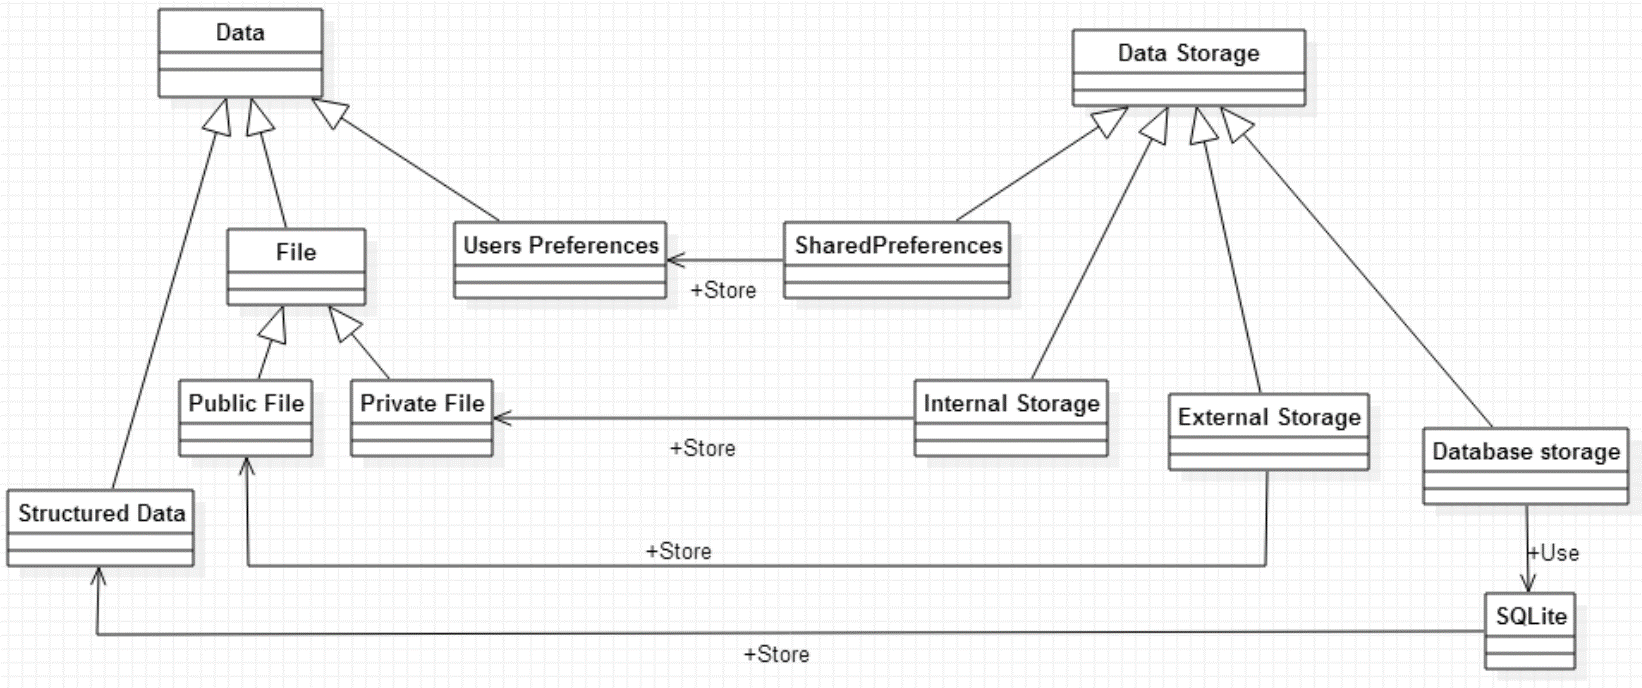 Data
Data Storage
Users Preferences
SharedPreferences
File
+Store
Public File
Private File
Internal Storage
External Storage
+Store
Database storage
Structured Data
+Store
+Use
SQLite
+Store